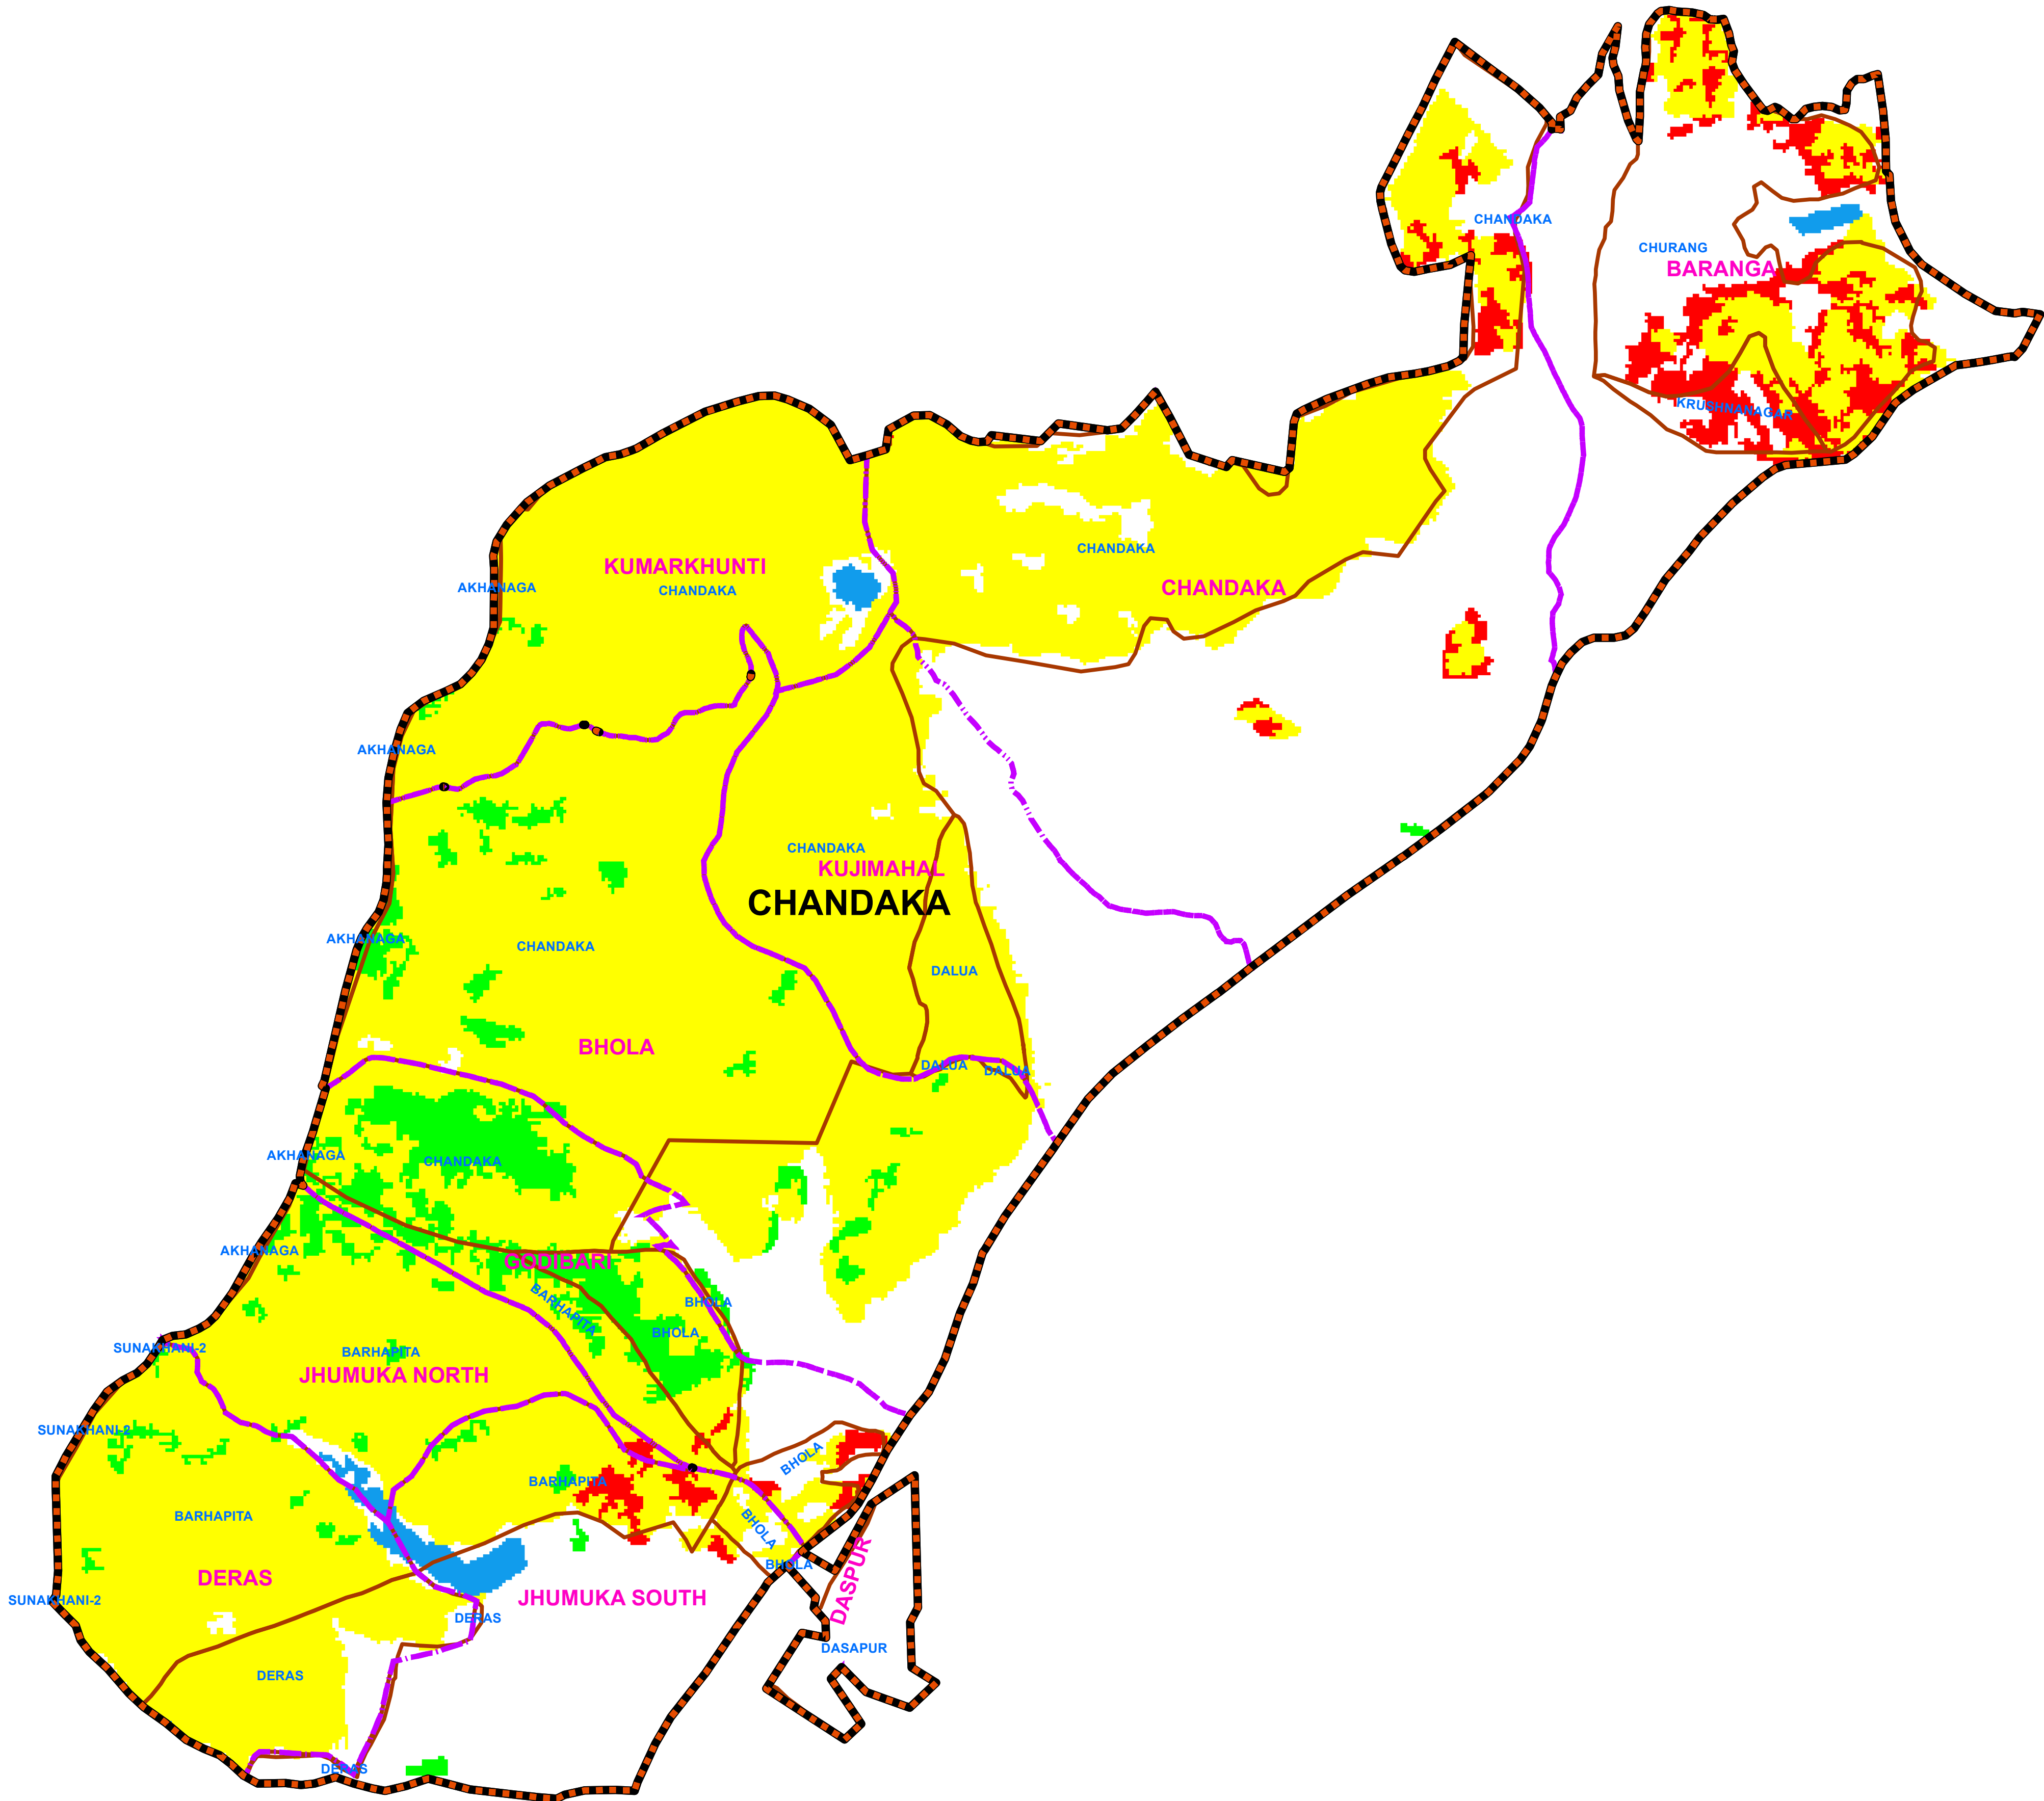 CHANDAKA
CHURANG
BARANGA
KRUSHNANAGAR
CHANDAKA
KUMARKHUNTI
AKHANAGA
CHANDAKA
CHANDAKA
AKHANAGA
CHANDAKA
KUJIMAHAL
CHANDAKA
AKHANAGA
CHANDAKA
DALUA
BHOLA
DALUA
DALUA
AKHANAGA
CHANDAKA
AKHANAGA
GODIBARI
BARHAPITA
BHOLA
BHOLA
SUNAKHANI-2
BARHAPITA
JHUMUKA NORTH
SUNAKHANI-2
BHOLA
BARHAPITA
BARHAPITA
BHOLA
BHOLA
DERAS
DASPUR
SUNAKHANI-2
JHUMUKA SOUTH
DERAS
DASAPUR
DERAS
DERAS